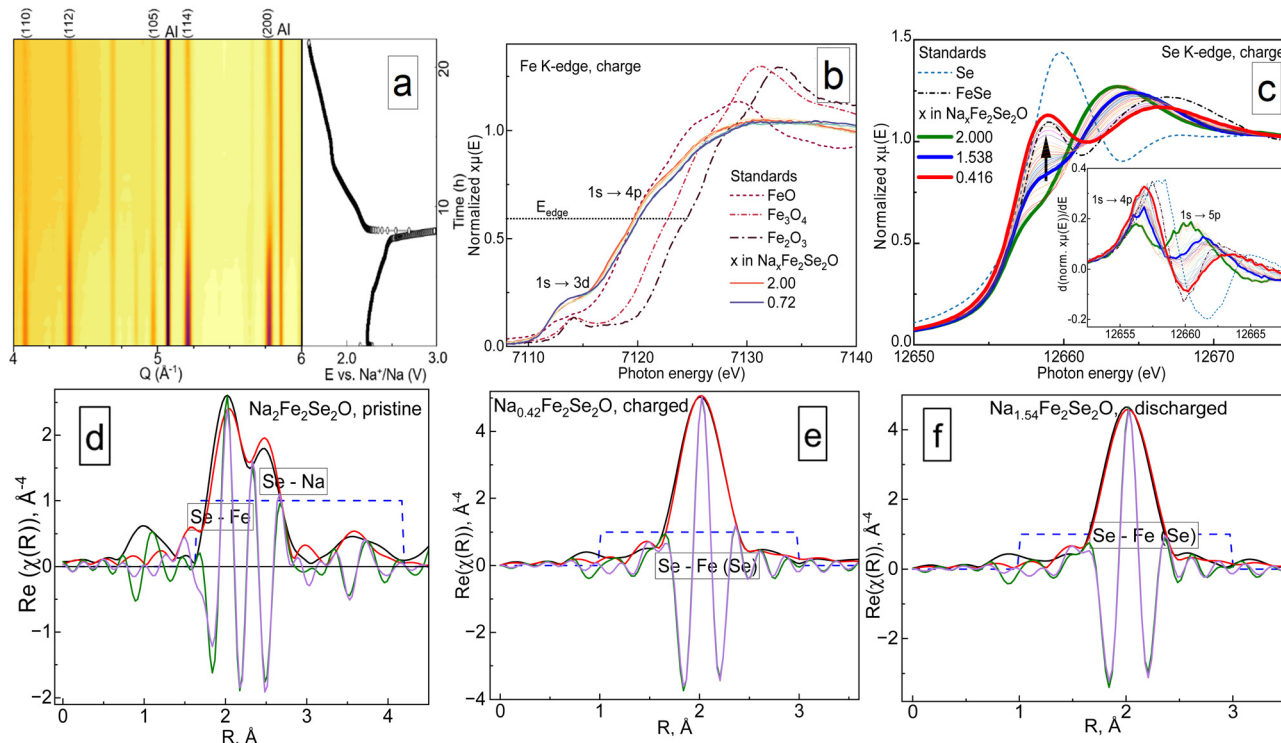 (110)
(112)
(105)
Al
(114)
(200)
Al
a
20
10
Time (h)
4
5
6
2.0
3.0
Q (Å⁻¹)
E vs. Na⁺/Na (V)
b
Fe K-edge, charge
Normalized xμ(E)
1.0
0.5
0.0
1s → 4p
E_edge
1s → 3d
Standards
FeO
Fe₃O₄
Fe₂O₃
x in NaₓFe₂Se₂O
2.00
0.72
7110
7120
7130
7140
Photon energy (eV)
c
Se K-edge, charge
Normalized xμ(E)
1.5
1.0
0.5
0.0
Standards
Se
FeSe
x in NaₓFe₂Se₂O
2.000
1.538
0.416
d(norm. xμ(E))/dE
0.4
0.2
0.0
-0.2
1s → 4p
1s → 5p
12655
12660
12665
12650
12660
12670
Photon energy (eV)
d
Na₂Fe₂Se₂O, pristine
Re (χ(R)), Å⁻⁴
2
1
0
−1
−2
Se - Na
Se - Fe
0
1
2
3
4
R, Å
Na₀.₄₂Fe₂Se₂O, charged
e
Re(χ(R)), Å⁻⁴
4
2
0
−2
−4
Se - Fe (Se)
0
1
2
3
R, Å
Na₁.₅₄Fe₂Se₂O, discharged
f
Re(χ(R)), Å⁻⁴
4
2
0
−2
Se - Fe (Se)
0
1
2
3
R, Å